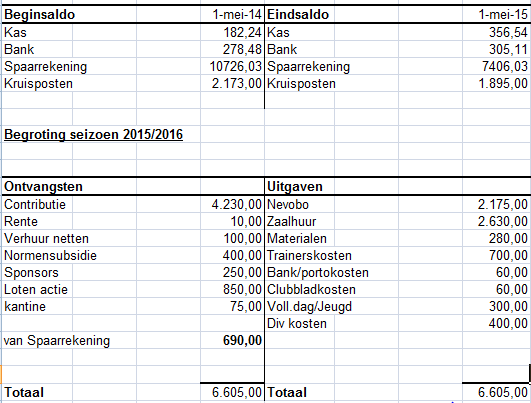 Beginsaldo 1-mei-14 Eindsaldo 1-mei-15
Kas 182,24 Kas 356,54
Bank 278,48 Bank 305,11
Spaarrekening 10726,03 Spaarrekening 7406,03
Kruisposten 2.173,00 Kruisposten 1.895,00
Begroting seizoen 2015/2016
Ontvangsten Uitgaven
Contributie 4.230,00 Nevobo 2.175,00
Rente 10,00 Zaalhuur 2.630,00
Verhuur netten 100,00 Materialen 280,00
Normensubsidie 400,00 Trainerskosten 700,00
Sponsors 250,00 Bank/portokosten 60,00
Loten actie 850,00 Clubbladkosten 60,00
kantine 75,00 Voll.dag/Jeugd 300,00
Div kosten 400,00
van Spaarrekening 690,00
Totaal 6.605,00 Totaal 6.605,00